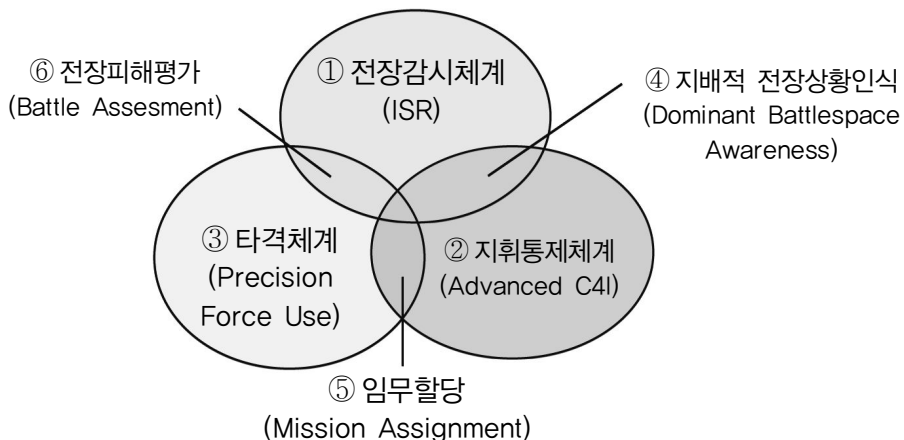 ① 전장감시체계
(ISR)
⑥ 전장피해평가
(Battle Assesment)
④ 지배적 전장상황인식
(Dominant Battlespace
Awareness)
③ 타격체계
(Precision
Force Use)
② 지휘통제체계
(Advanced C4I)
⑤ 임무할당
(Mission Assignment)